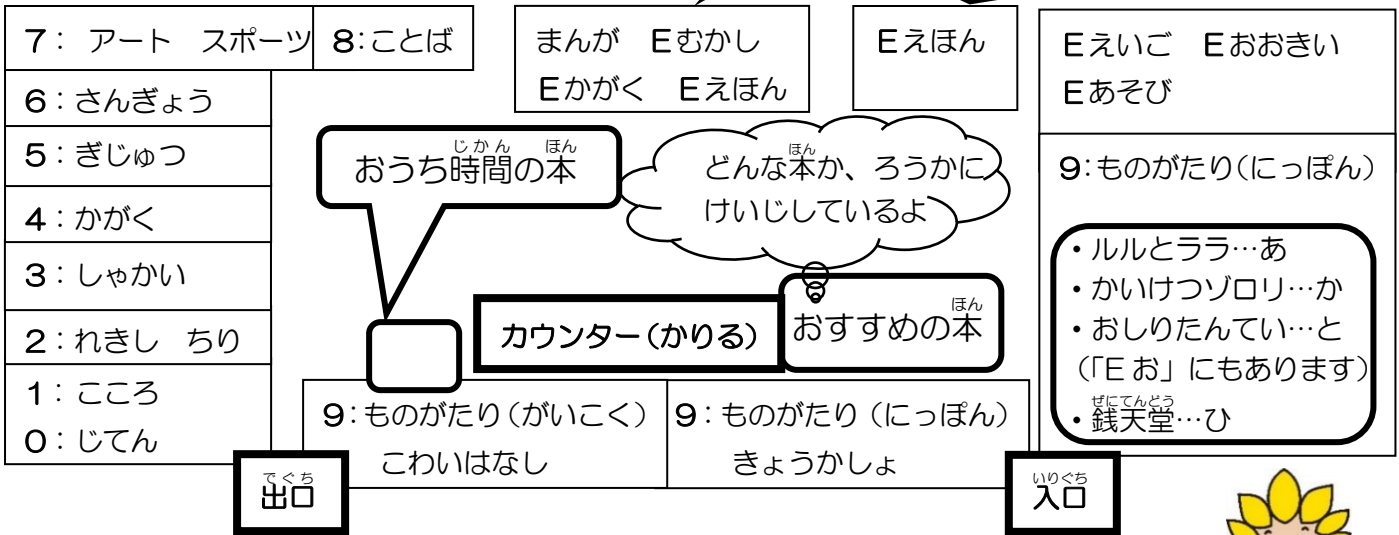 7： アート スポーツ
8：ことば
まんが Eむかし
Eかがく Eえほん
Eえほん
Eえいご Eおおきい
Eあそび
6：さんぎょう
5：ぎじゅつ
4：かがく
3：しゃかい
2：れきし ちり
1：こころ
0：じてん
じかん ほん
おうち時間の本
ほん
どんな本か、ろうかに
けいじしているよ
9：ものがたり（にっぽん）
・ルルとララ…あ
・かいけつゾロリ…か
・おしりたんてい…と
（「E お」にもあります）
ぜにてんどう
・銭天堂…ひ
カウンター（かりる）
ほん
おすすめの本
9：ものがたり（がいこく）
こわいはなし
9：ものがたり（にっぽん）
きょうかしょ
でぐち
出口
いりぐち
入口